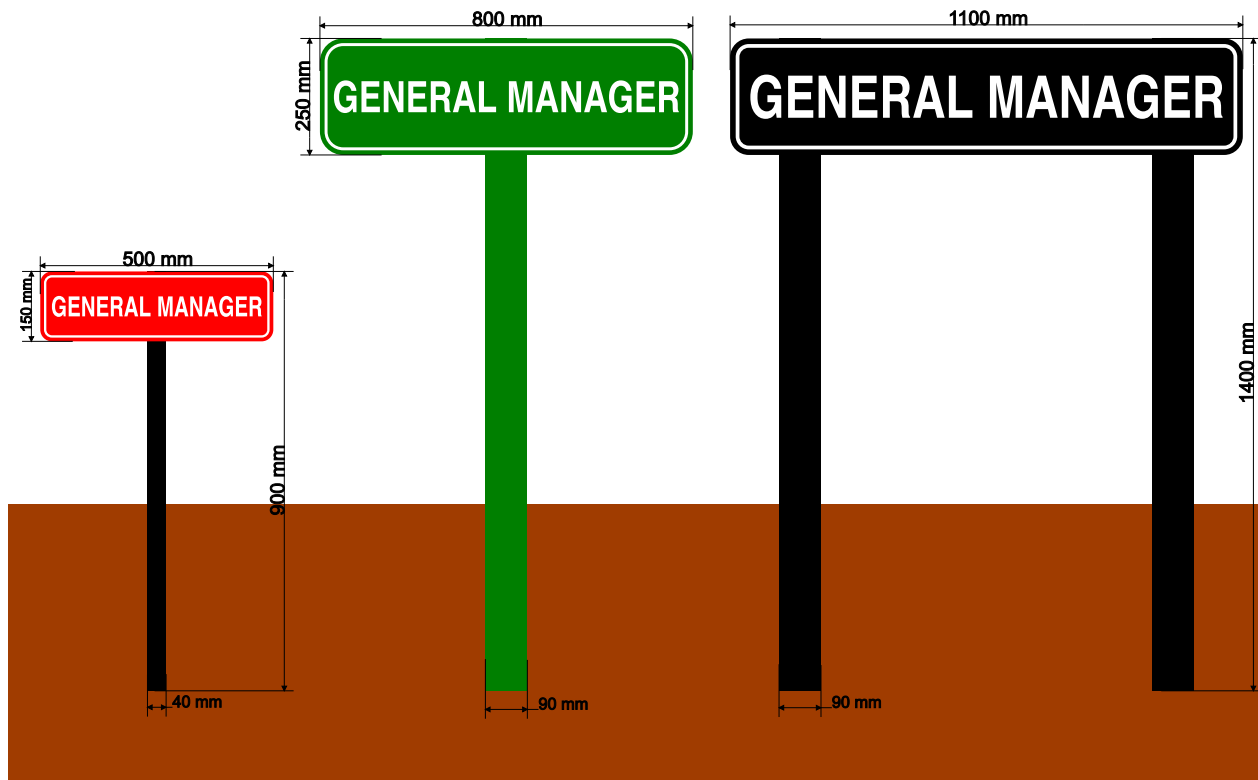 800 mm
1100 mm
250 mm
GENERAL MANAGER
GENERAL MANAGER
500 mm
150 mm
GENERAL MANAGER
1400 mm
900 mm
40 mm
90 mm
90 mm